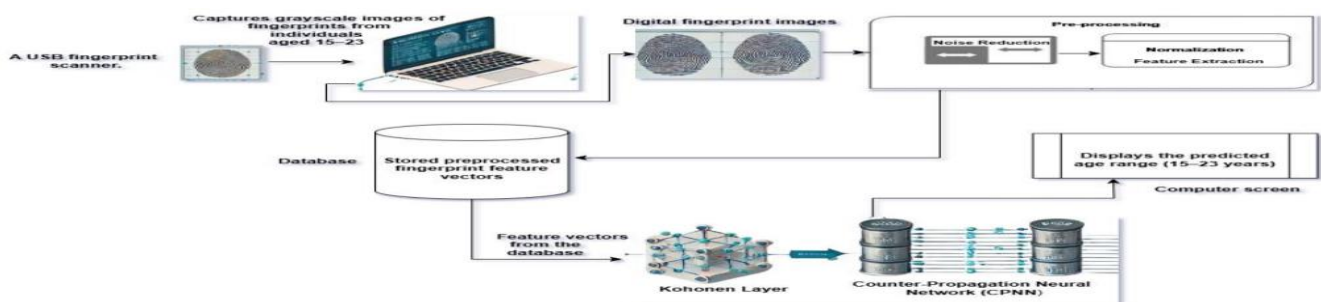 Captures grayscale images of
fingerprints from
individuals
aged 15–23
A USB fingerprint
scanner.
Digital fingerprint images
Pre-processing
Noise Reduction
Normalization
Feature Extraction
Database
Stored preprocessed
fingerprint feature
vectors
Displays the predicted
age range (15–23 years)
Computer screen
Feature vectors
from the
database
Kohonen Layer
Counter-Propagation Neural
Network (CPNN)